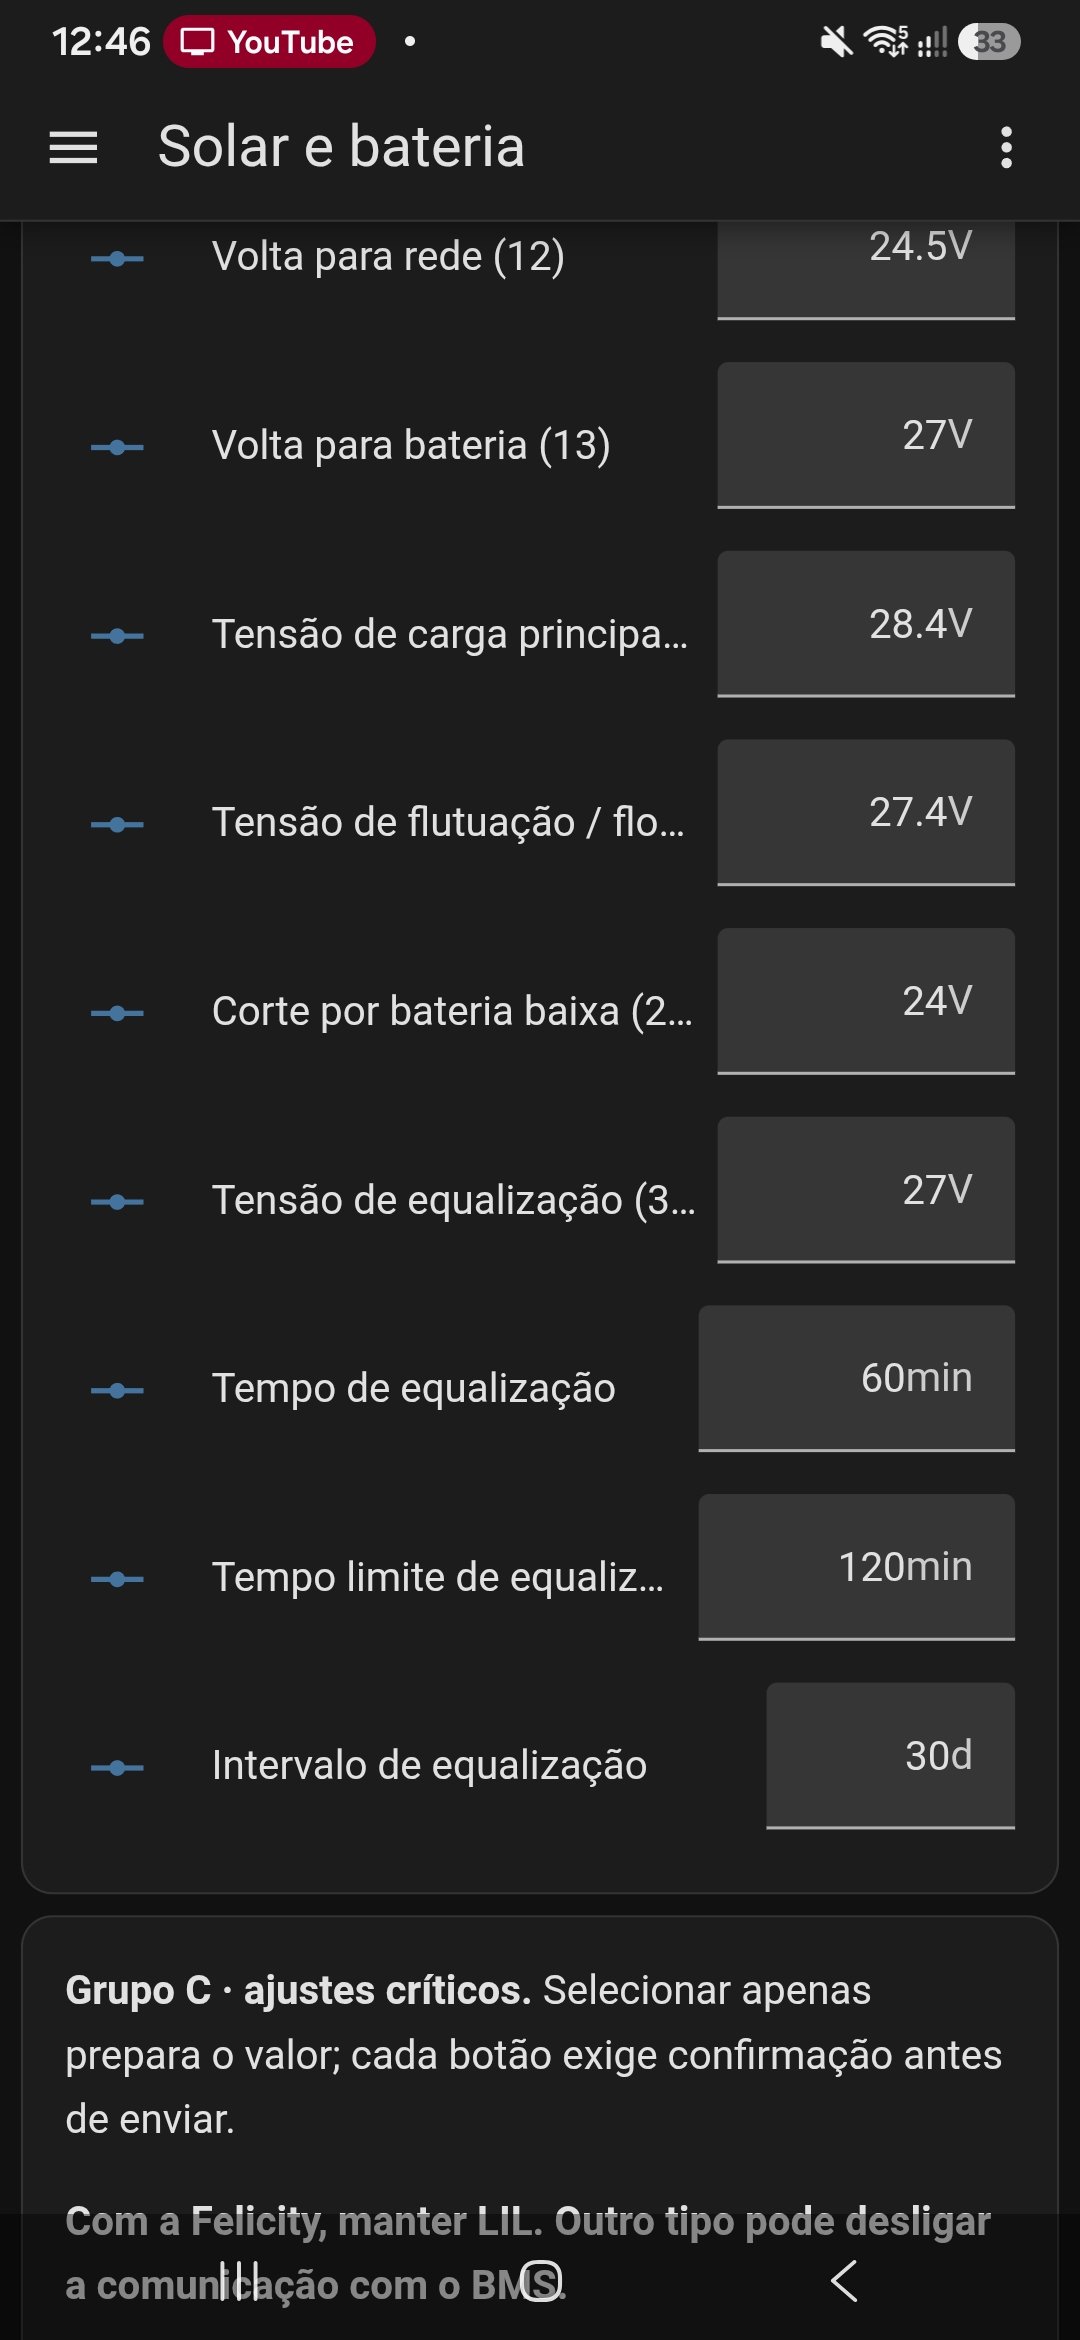 12:46 YouTube
5 33
Solar e bateria
Volta para rede (12)
24.5V
Volta para bateria (13)
27V
Tensão de carga principa...
28.4V
Tensão de flutuação / flo...
27.4V
Corte por bateria baixa (2...
24V
Tensão de equalização (3...
27V
Tempo de equalização
60min
Tempo limite de equaliz...
120min
Intervalo de equalização
30d
Grupo C · ajustes críticos. Selecionar apenas
prepara o valor; cada botão exige confirmação antes
de enviar.
Com a Felicity, manter LIL. Outro tipo pode desligar
a comunicação com o BMS.